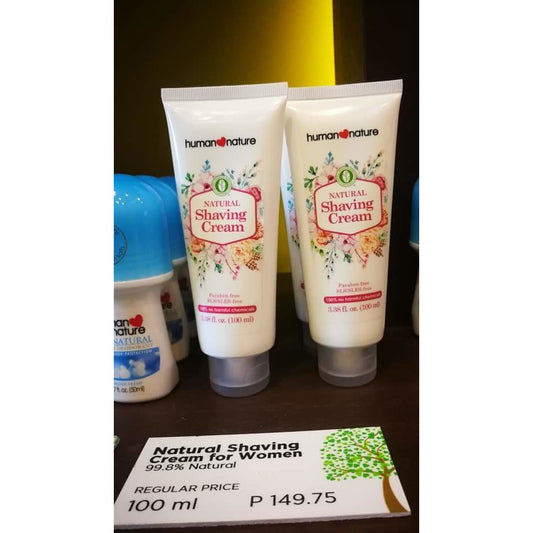 human nature
NATURAL
Shaving
Cream
Paraben-free
SLS/SLES-free
100% no harmful chemicals
3.38 fl. oz. (100 ml)
human nature
NATURAL
Shaving
Cream
Paraben-free
SLS/SLES-free
100% no harmful chemicals
3.38 fl. oz. (100 ml)
nature
NATURAL
(50ml)
Natural Shaving
Cream for Women
99.8% Natural
REGULAR PRICE
100 ml P 149.75